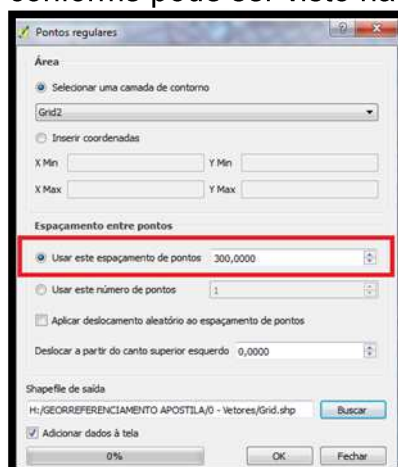 conforme pode ser visto na
Pontos regulares
Área
Selecionar uma camada de contorno
Grid2
Inserir coordenadas
X Min
Y Min
X Max
Y Max
Espaçamento entre pontos
Usar este espaçamento de pontos 300,0000
Usar este número de pontos 1
Aplicar deslocamento aleatório ao espaçamento de pontos
Deslocar a partir do canto superior esquerdo 0,0000
Shapefile de saída
H:/GEORREFERENCIAMENTO APOSTILA/0 - Vetores/Grid.shp Buscar
Adicionar dados à tela
0% OK Fechar